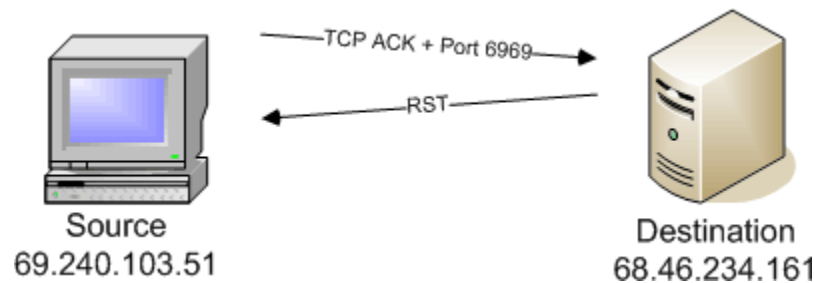 TCP ACK + Port 6969
RST
Source
69.240.103.51
Destination
68.46.234.161